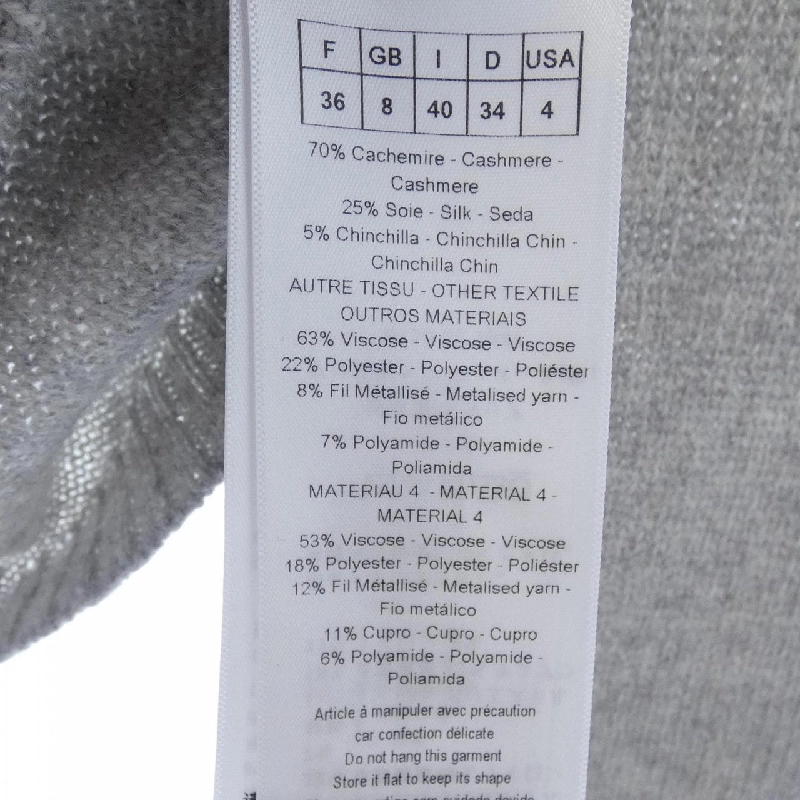 F GB I D USA
36 8 40 34 4
70% Cachemire - Cashmere -
Cashmere
25% Soie - Silk - Seda
5% Chinchilla - Chinchilla Chin -
Chinchilla Chin
AUTRE TISSU - OTHER TEXTILE
OUTROS MATERIAIS
63% Viscose - Viscose - Viscose
22% Polyester - Polyester - Poliéster
8% Fil Métallisé - Metalised yarn -
Fio metálico
7% Polyamide - Polyamide -
Poliamida
MATERIAU 4 - MATERIAL 4 -
MATERIAL 4
53% Viscose - Viscose - Viscose
18% Polyester - Polyester - Poliéster
12% Fil Métallisé - Metalised yarn -
Fio metálico
11% Cupro - Cupro - Cupro
6% Polyamide - Polyamide -
Poliamida
Article à manipuler avec précaution
car confection délicate
Do not hang this garment
Store it flat to keep its shape